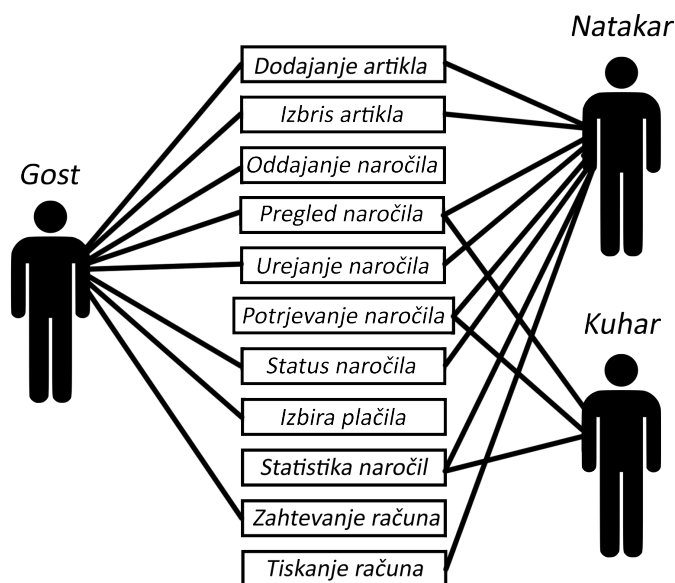 Natakar
Dodajanje artikla
Izbris artikla
Oddajanje naročila
Gost
Pregled naročila
Urejanje naročila
Potrjevanje naročila
Kuhar
Status naročila
Izbira plačila
Statistika naročil
Zahtevanje računa
Tiskanje računa